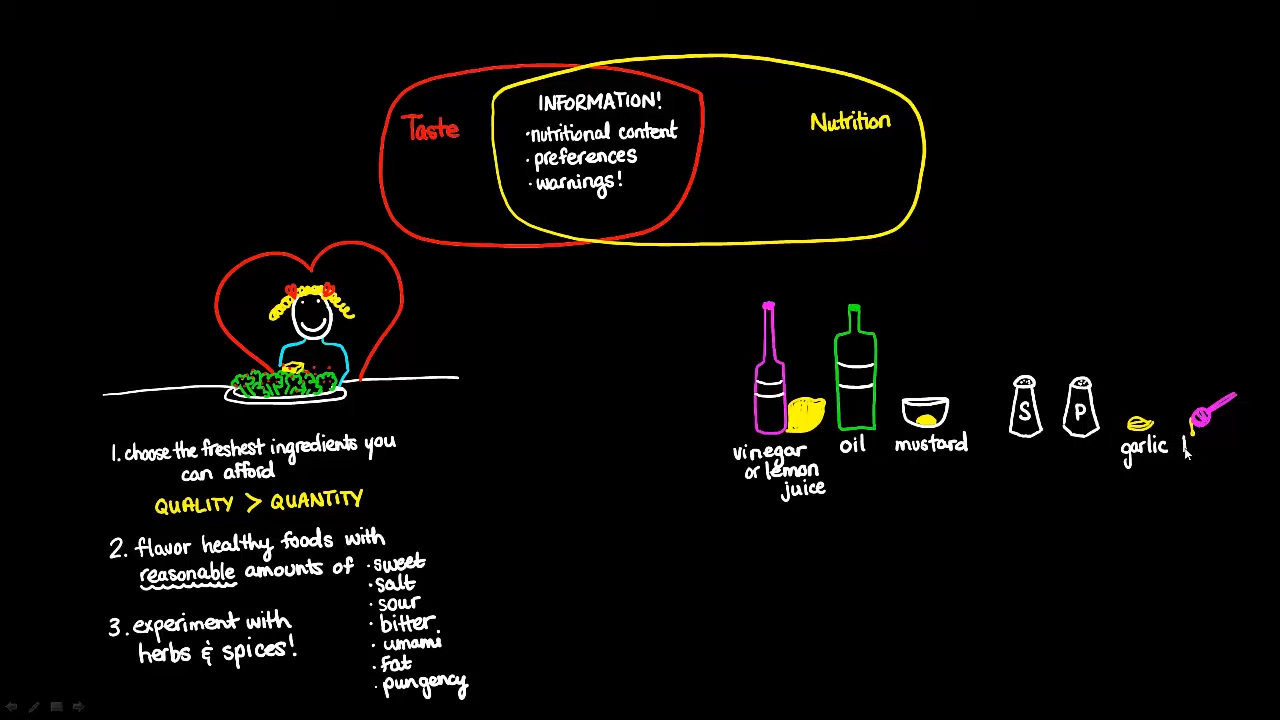 Taste
INFORMATION!
· nutritional content
· preferences
· warnings!
Nutrition
1. choose the freshest ingredients you
can afford
QUALITY > QUANTITY
2. flavor healthy foods with
reasonable amounts of
· sweet
· salt
· sour
· bitter
· umami
· fat
· pungency
3. experiment with
herbs & spices!
vinegar
or lemon
juice
oil
mustard
S
P
garlic